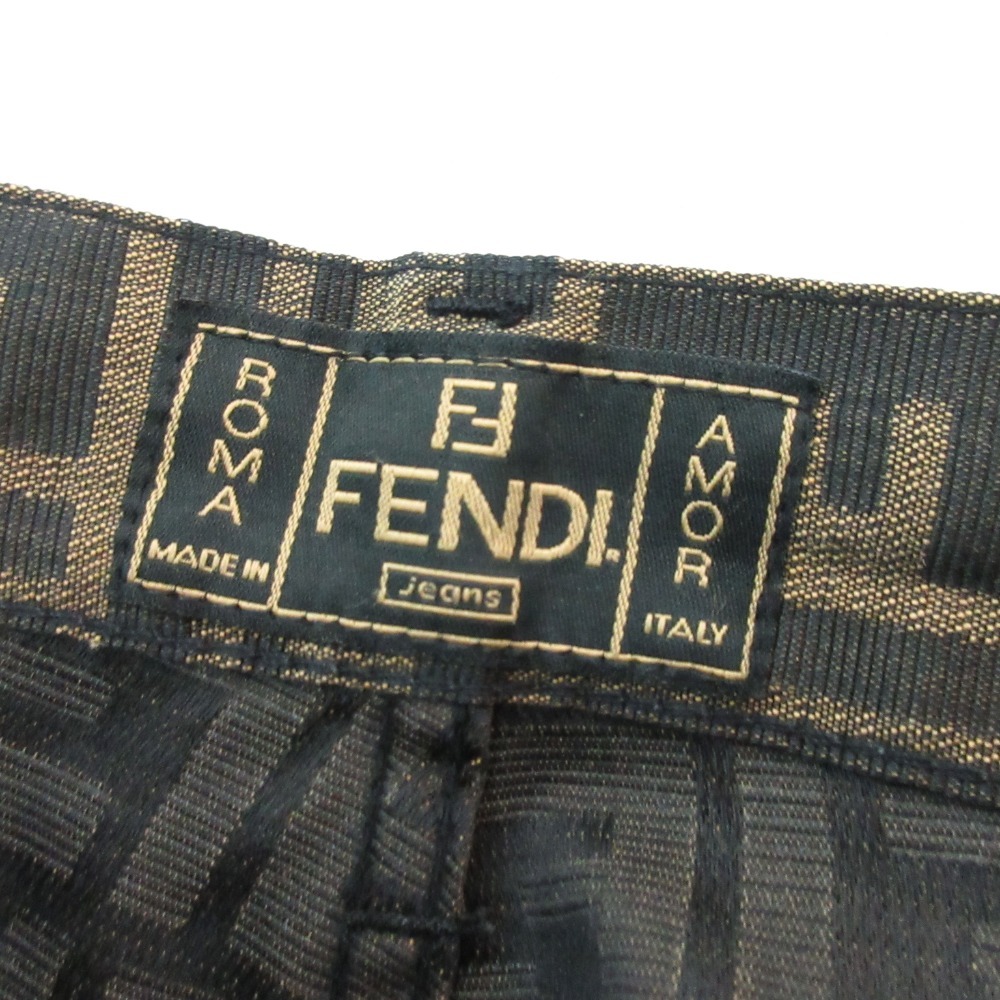 ROMA
MADE IN
FF
FENDI.
jeans
AMOR
ITALY